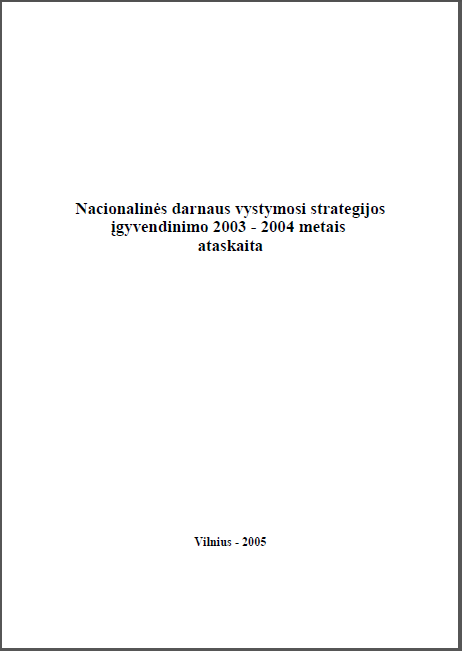 Nacionalinės darnaus vystymosi strategijos
įgyvendinimo 2003 - 2004 metais
ataskaita
Vilnius - 2005